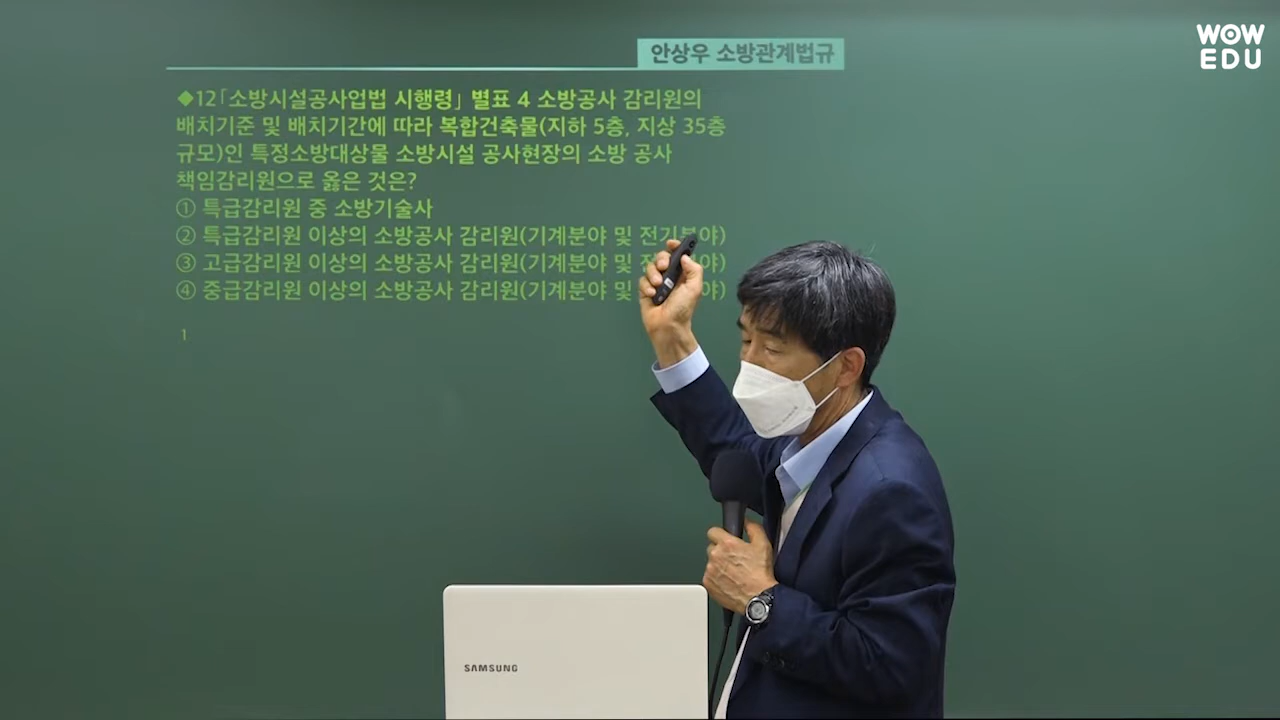 WOW
EDU
안상우 소방관계법규
◆12「소방시설공사업법 시행령」 별표 4 소방공사 감리원의
배치기준 및 배치기간에 따라 복합건축물(지하 5층, 지상 35층
규모)인 특정소방대상물 소방시설 공사현장의 소방 공사
책임감리원으로 옳은 것은?
① 특급감리원 중 소방기술사
② 특급감리원 이상의 소방공사 감리원(기계분야 및 전기분야)
③ 고급감리원 이상의 소방공사 감리원(기계분야 및
④ 중급감리원 이상의 소방공사 감리원(기계분야 및
1
SAMSUNG